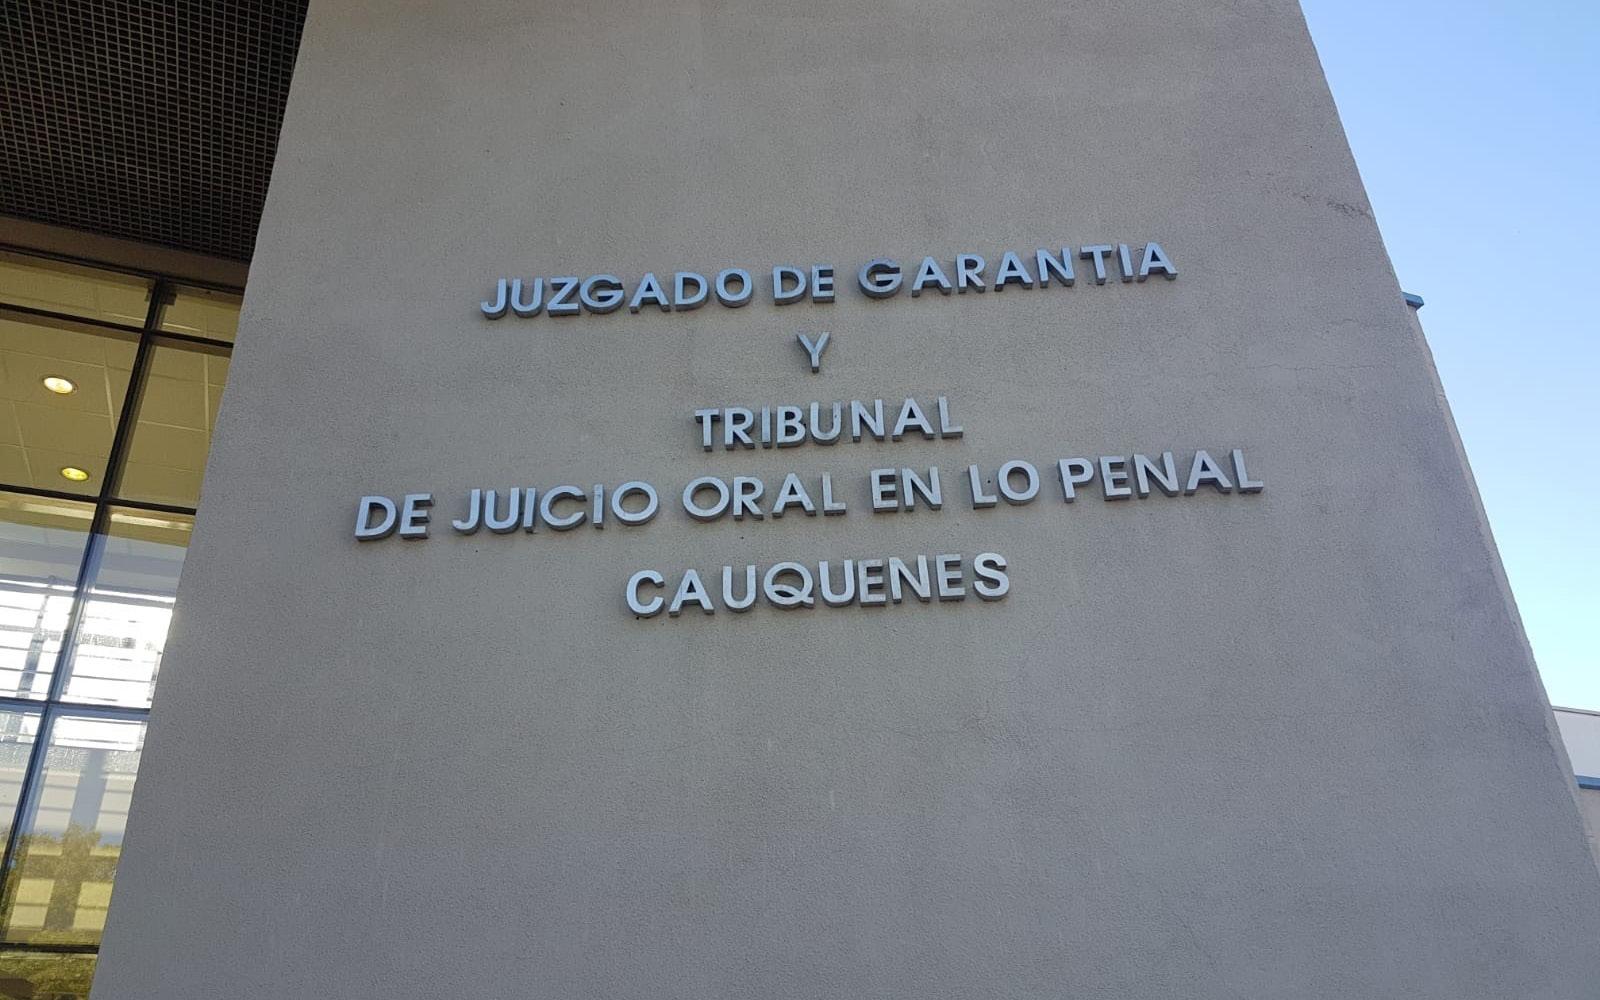 JUZGADO DE GARANTIA
Y
TRIBUNAL
DE JUICIO ORAL EN LO PENAL
CAUQUENES